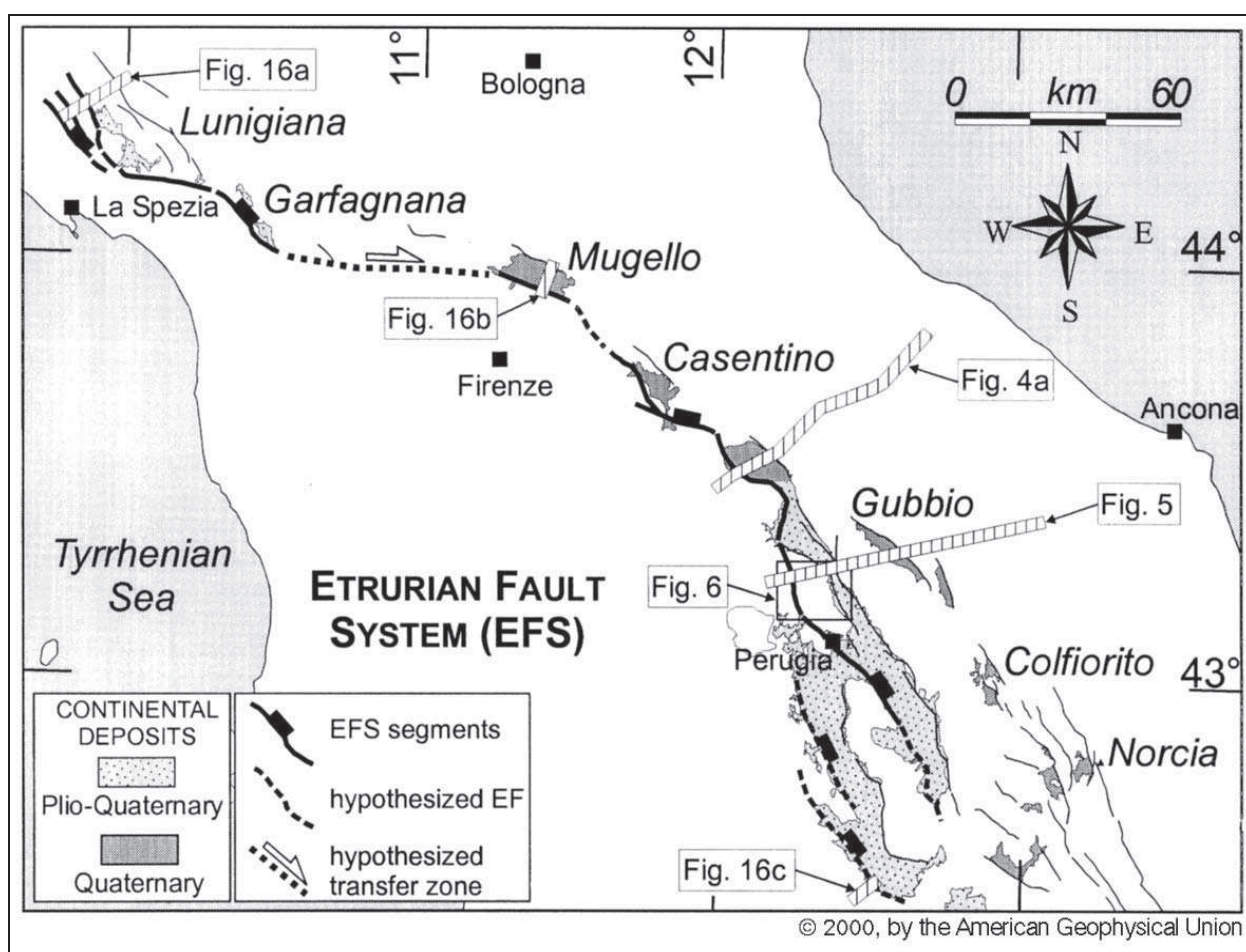 Fig. 16a
11°
Bologna
12°
0 km 60
N
W E
S
Lunigiana
La Spezia
Garfagnana
Mugello
44°
Fig. 16b
Firenze
Casentino
Fig. 4a
Ancona
Gubbio
Fig. 5
Tyrrhenian
Sea
ETRURIAN FAULT
SYSTEM (EFS)
Fig. 6
Perugia
Colfiorito
43°
Norcia
CONTINENTAL
DEPOSITS
Plio-Quaternary
Quaternary
EFS segments
hypothesized EF
hypothesized
transfer zone
Fig. 16c
© 2000, by the American Geophysical Union